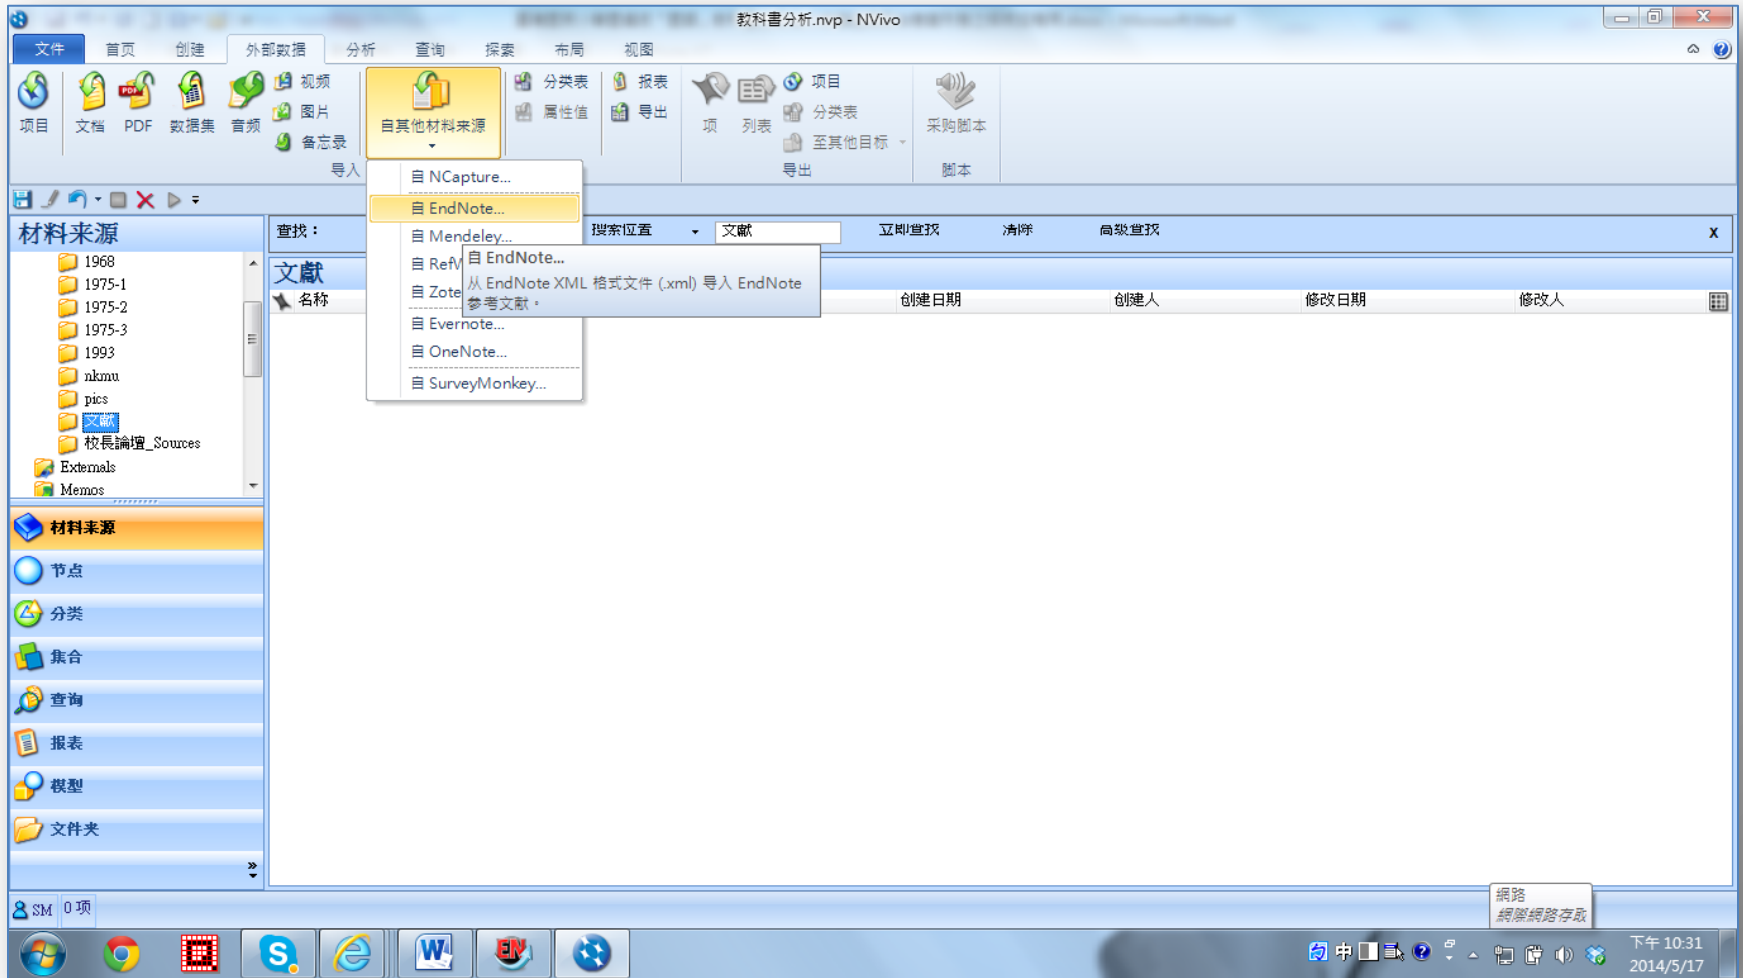 教科書分析.nvp - NVivo
文件 首页 创建 外部数据 分析 查询 探索 布局 视图
项目 文档 PDF 数据集 音频 视频 图片 备忘录 自其他材料来源 分类表 属性值 报表 导出 项 列表 项目 分类表 至其他目标 采购脚本
导入 导出 脚本
自 NCapture...
自 EndNote...
自 Mendeley...
自 RefV
自 Zote
自 Evernote...
自 OneNote...
自 SurveyMonkey...
自 EndNote...
从 EndNote XML 格式文件 (.xml) 导入 EndNote
参考文献。
材料来源
查找： 搜索位置 文献 立即查找 清除 高级查找 x
文獻
名称 创建日期 创建人 修改日期 修改人
1968
1975-1
1975-2
1975-3
1993
nkmu
pics
文獻
校長論壇_Sources
Externals
Memos
材料来源
节点
分类
集合
查询
报表
模型
文件夹
SM 0 项
網路
網際網路存取
中
下午 10:31
2014/5/17